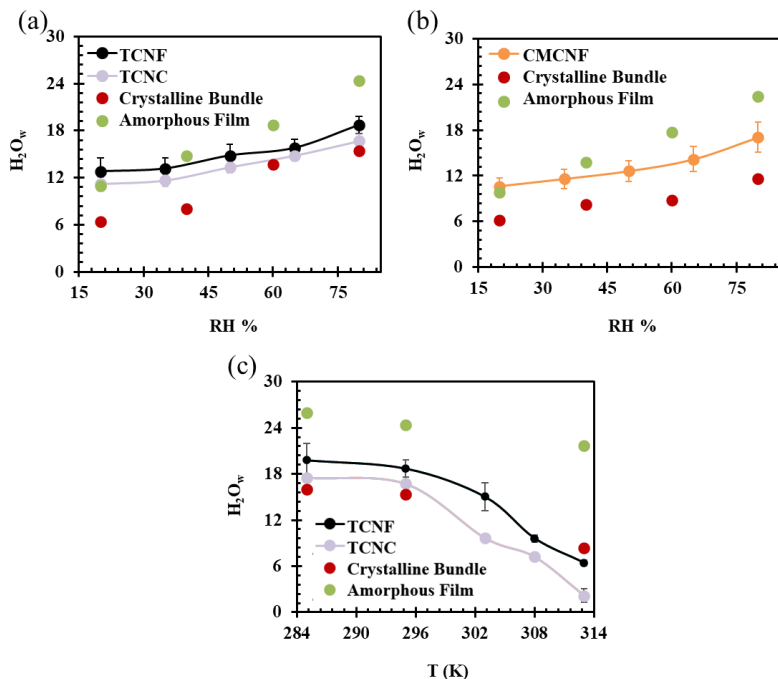 (a)
30
24
18
12
6
0
H₂Ow
TCNF
TCNC
Crystalline Bundle
Amorphous Film
15
30
45
60
75
RH %
(b)
30
24
18
12
6
0
H₂Ow
CMCNF
Crystalline Bundle
Amorphous Film
15
30
45
60
75
RH %
(c)
30
24
18
12
6
0
H₂Ow
TCNF
TCNC
Crystalline Bundle
Amorphous Film
284
290
296
302
308
314
T (K)